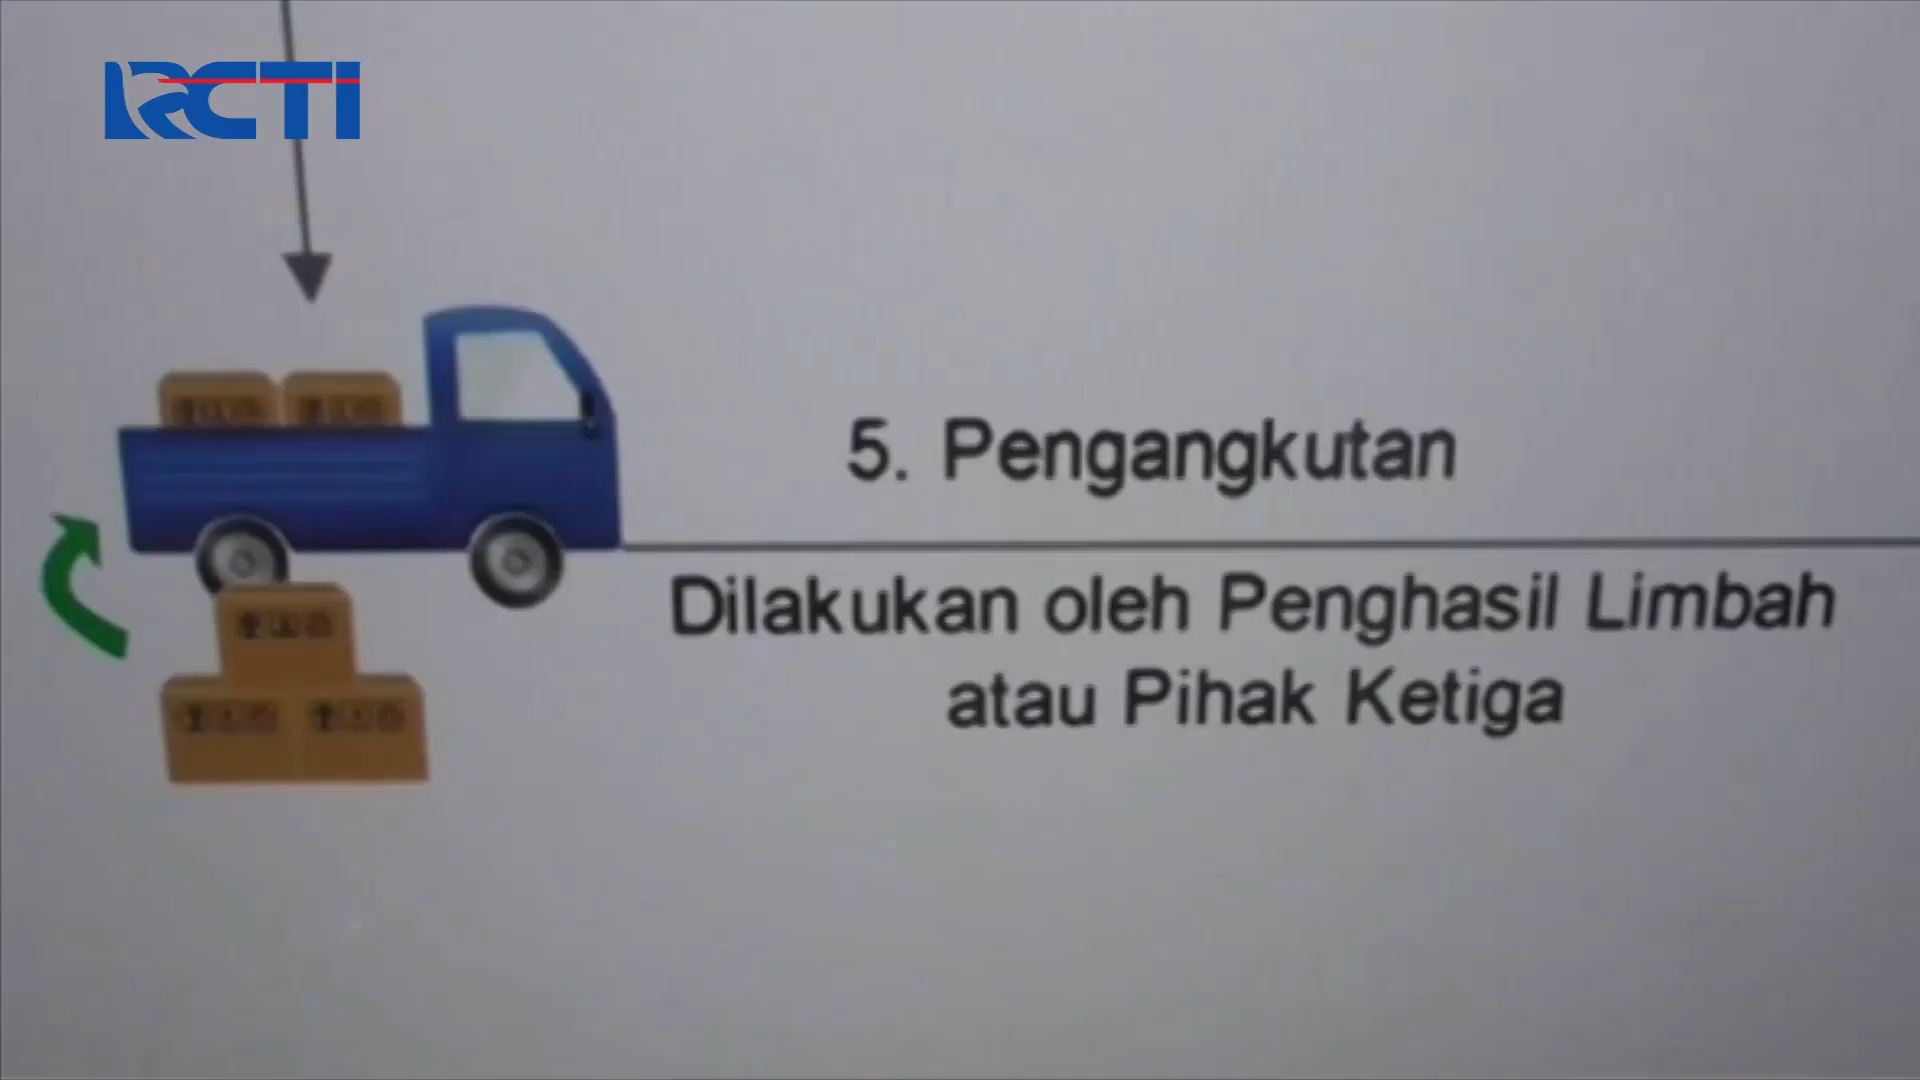 RCTI
5. Pengangkutan
Dilakukan oleh Penghasil Limbah
atau Pihak Ketiga